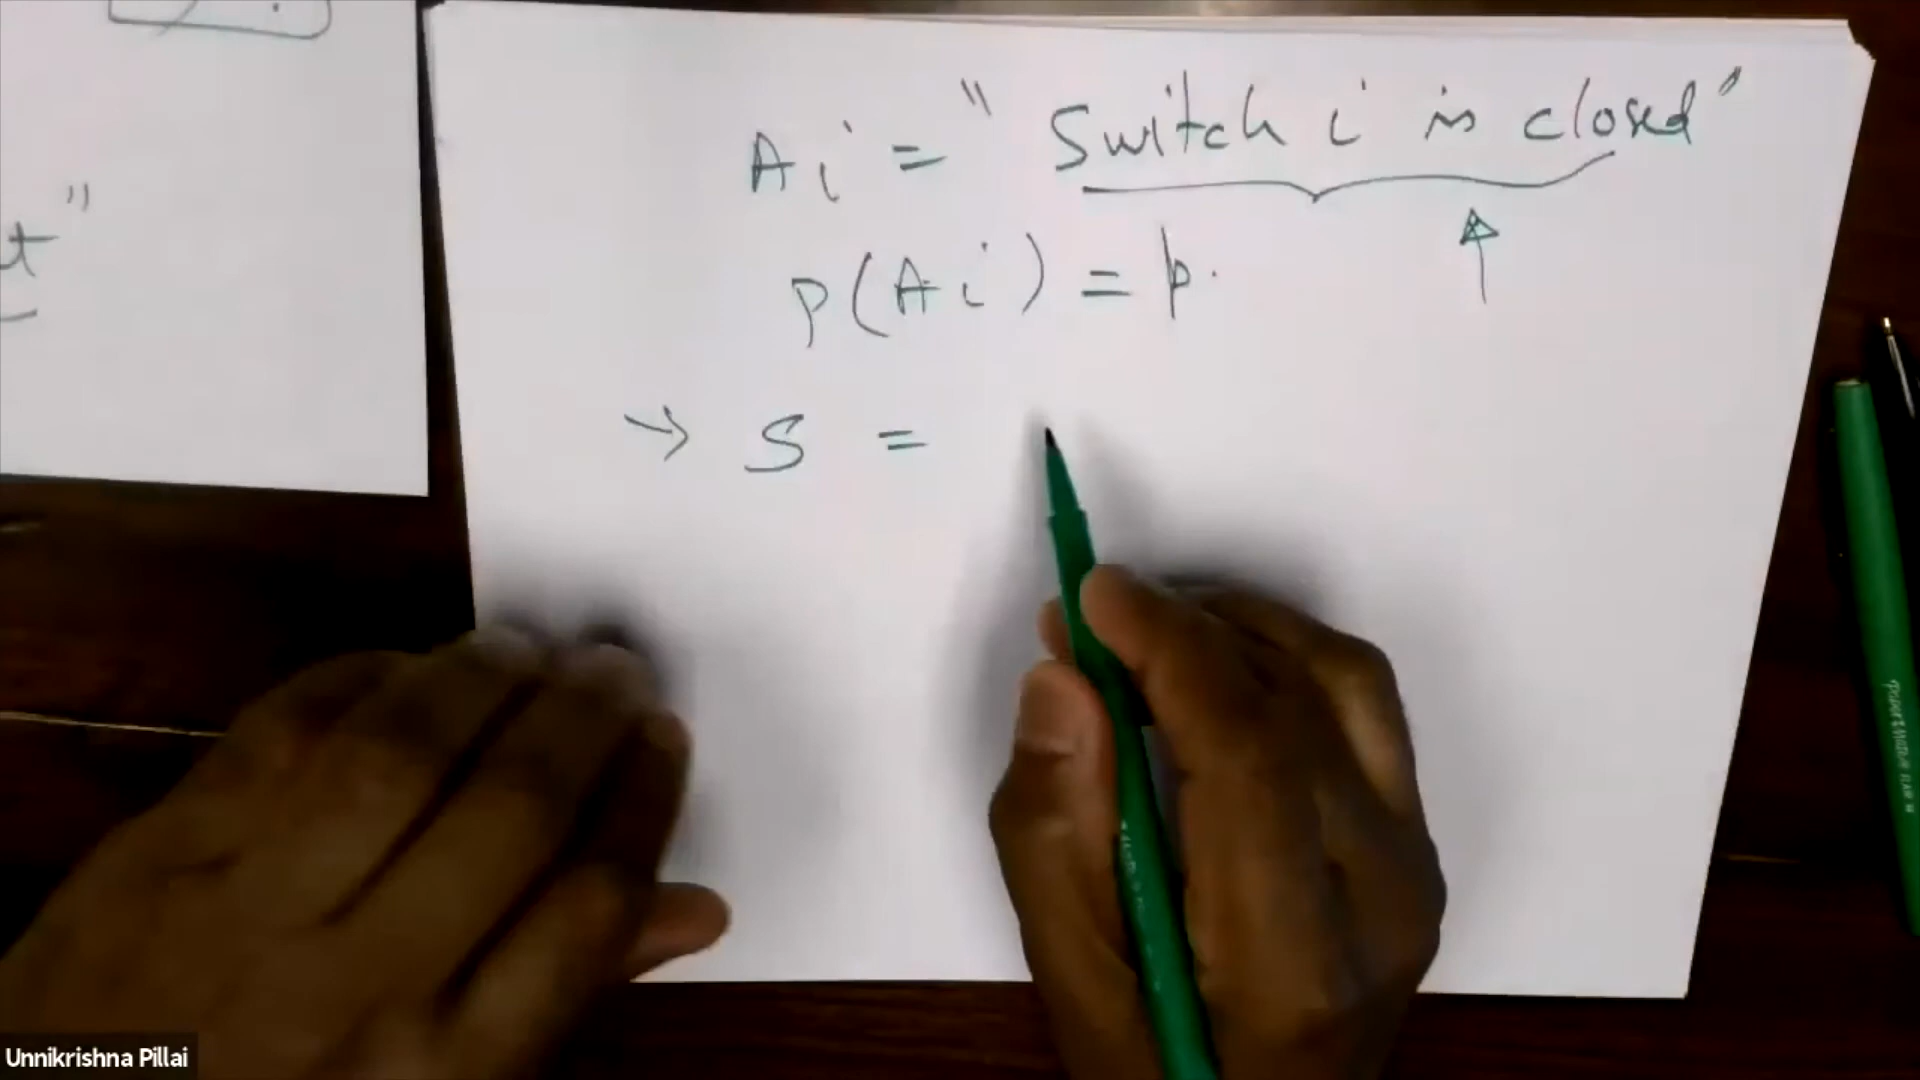 t"
Ai = "Switch i is closed"
P(Ai) = p.
→ S =
Unnikrishna Pillai